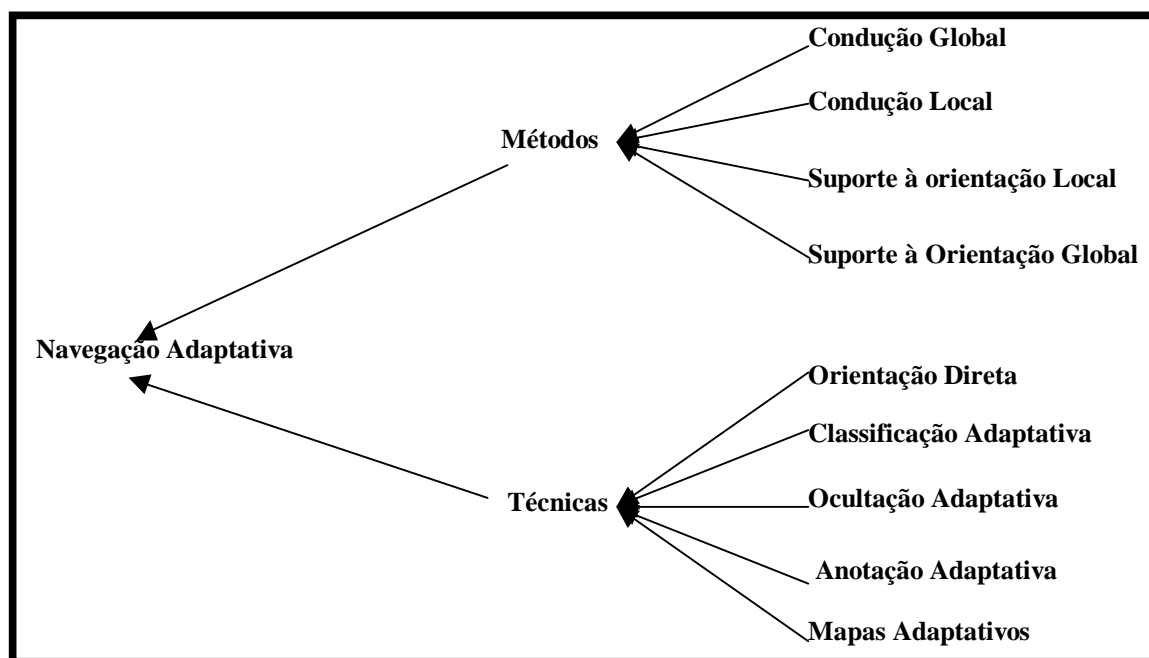 Condução Global
Condução Local
Métodos
Suporte à orientação Local
Suporte à Orientação Global
Navegação Adaptativa
Orientação Direta
Classificação Adaptativa
Técnicas
Ocultação Adaptativa
Anotação Adaptativa
Mapas Adaptativos